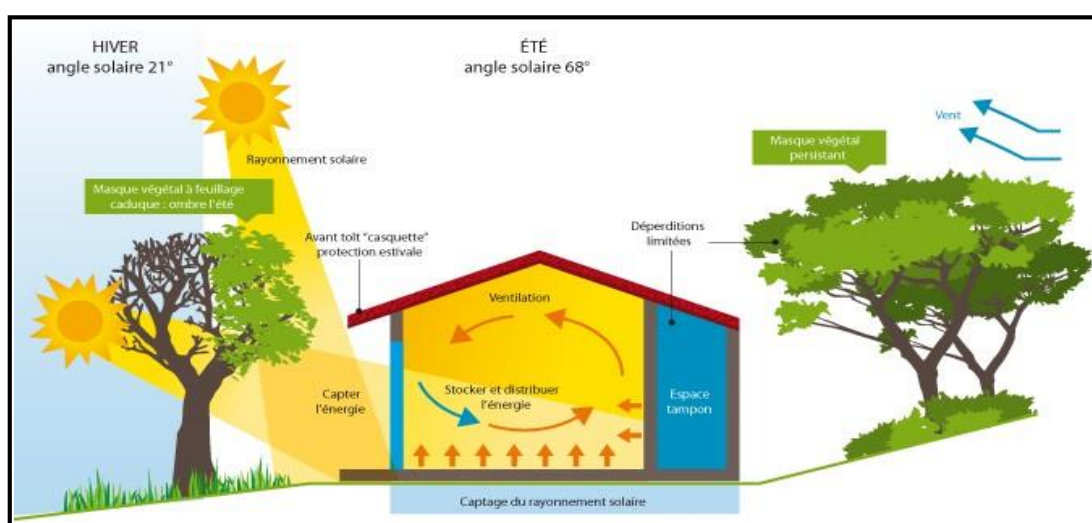 HIVER
angle solaire 21°
ÉTÉ
angle solaire 68°
Vent
Masque végétal
persistant
Rayonnement solaire
Masque végétal à feuillage
caduque : ombre l'été
Avant toît "casquette"
protection estivale
Déperditions
limitées
Ventilation
Capter
l'énergie
Stocker et distribuer
l'énergie
Espace
tampon
Captage du rayonnement solaire